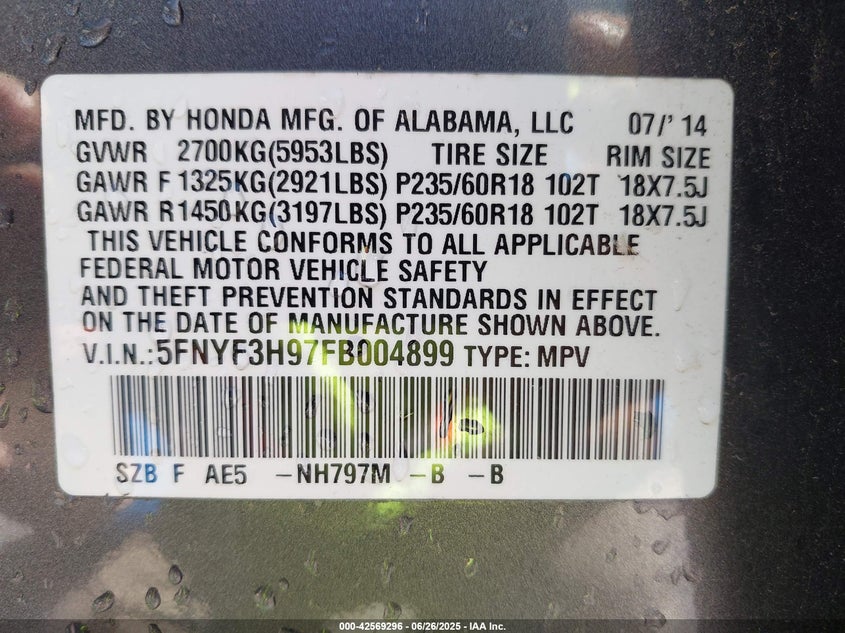 MFD. BY HONDA MFG. OF ALABAMA, LLC 07/' 14
GVWR 2700KG(5953LBS) TIRE SIZE RIM SIZE
GAWR F 1325KG(2921LBS) P235/60R18 102T 18X7.5J
GAWR R1450KG(3197LBS) P235/60R18 102T 18X7.5J
THIS VEHICLE CONFORMS TO ALL APPLICABLE
FEDERAL MOTOR VEHICLE SAFETY
AND THEFT PREVENTION STANDARDS IN EFFECT
ON THE DATE OF MANUFACTURE SHOWN ABOVE.
V.I.N.:5FNYF3H97FB004899 TYPE: MPV
SZB F AE5 -NH797M -B -B
000-42569296 - 06/26/2025 - IAA Inc.